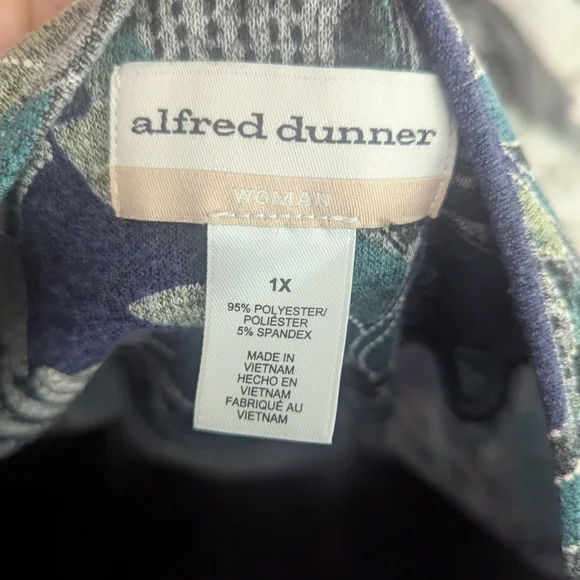 alfred dunner
WOMAN
1X
95% POLYESTER/
POLIÉSTER
5% SPANDEX
MADE IN
VIETNAM
HECHO EN
VIETNAM
FABRIQUÉ AU
VIETNAM